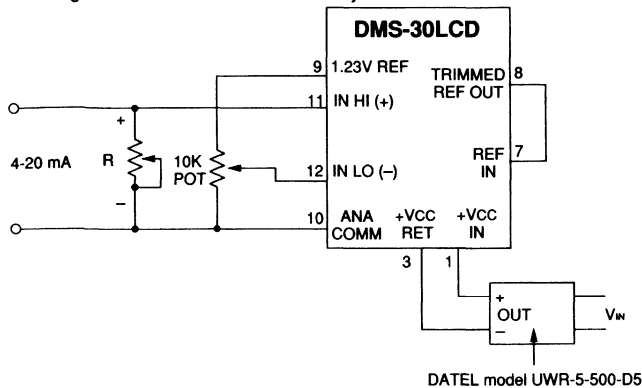 DMS-30LCD
9 1.23V REF
TRIMMED 8
REF OUT
11 IN HI (+)
+
4-20 mA
R
10K
POT
REF 7
IN
12 IN LO (–)
–
10 ANA
COMM
+VCC
RET
+VCC
IN
3
1
+
OUT
–
VIN
DATEL model UWR-5-500-D5